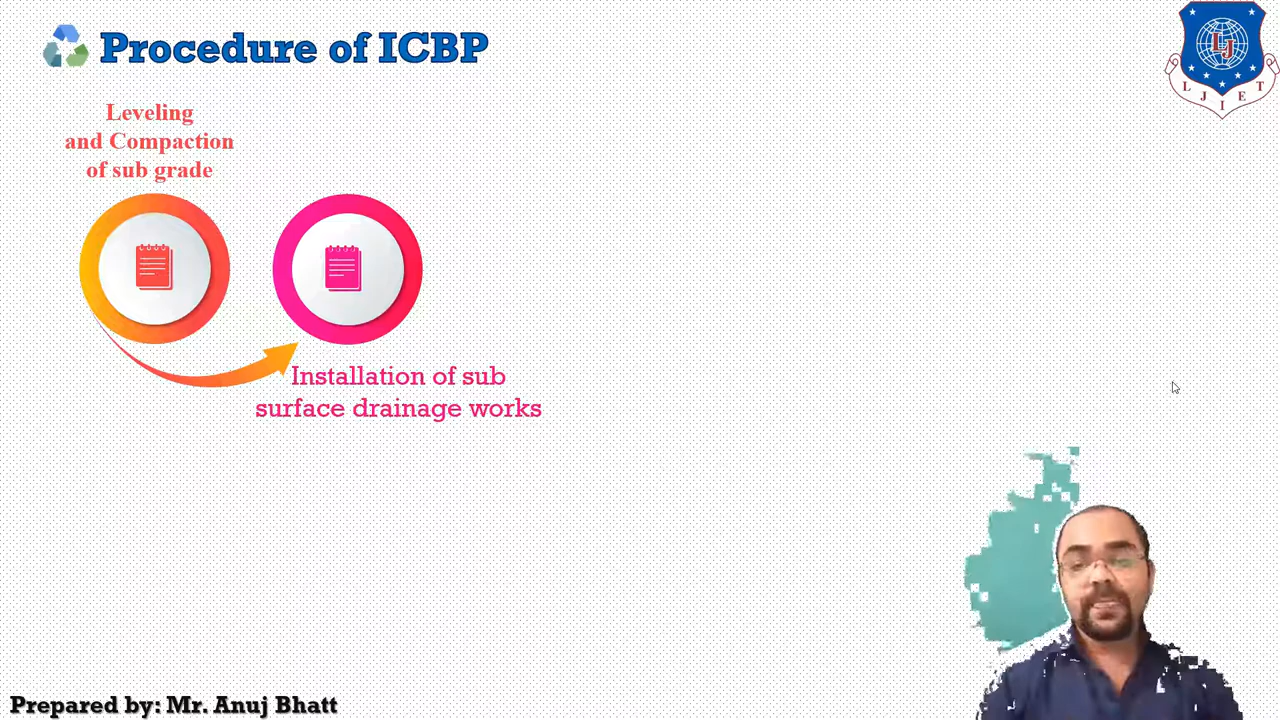 Procedure of ICBP
Leveling
and Compaction
of sub grade
Installation of sub
surface drainage works
LJ
L J I E T
Prepared by: Mr. Anuj Bhatt